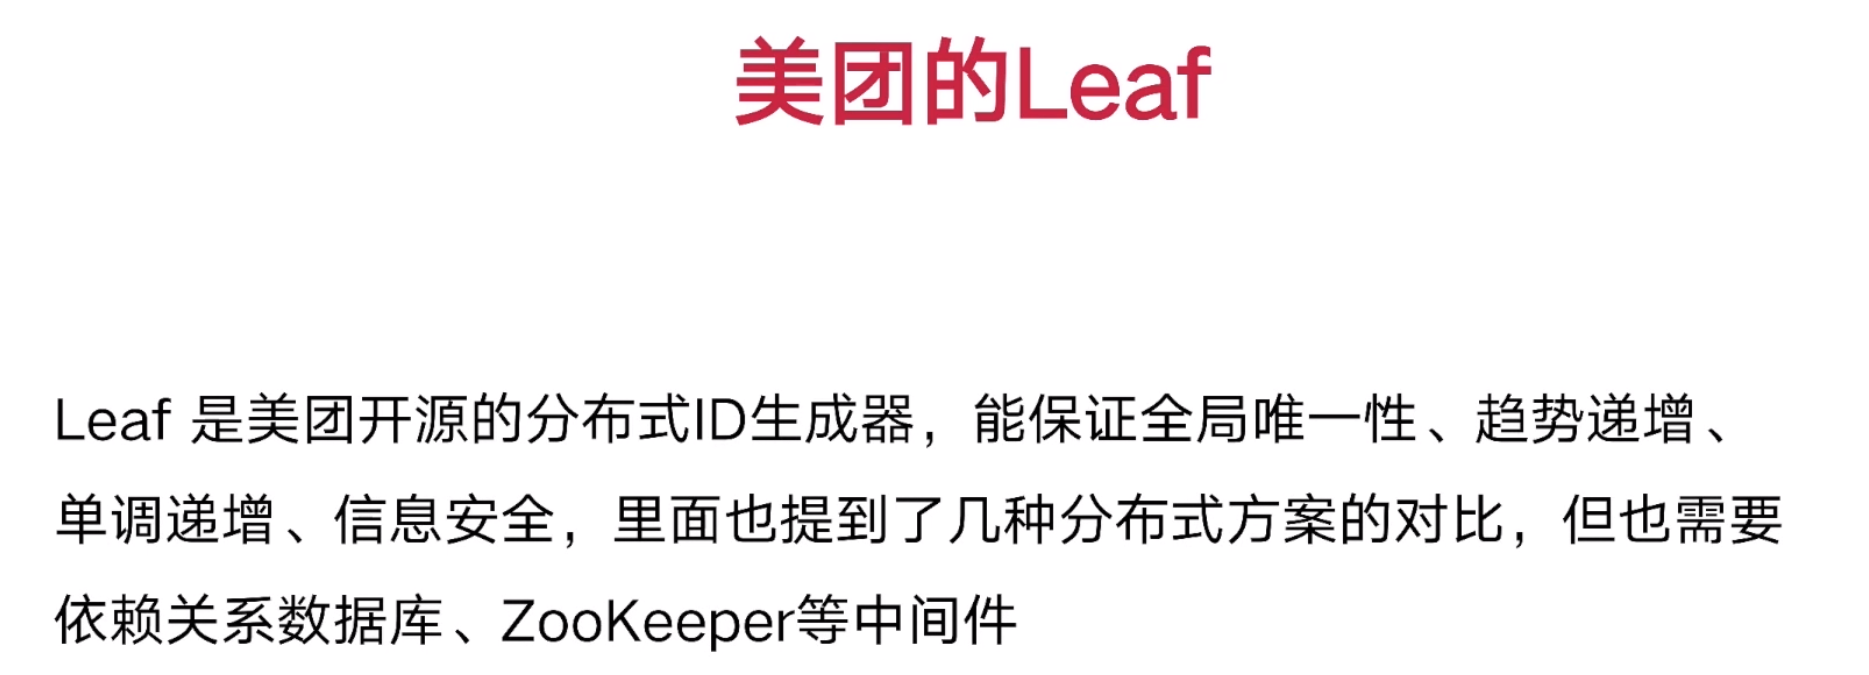 美团的Leaf
Leaf 是美团开源的分布式ID生成器，能保证全局唯一性、趋势递增、
单调递增、信息安全，里面也提到了几种分布式方案的对比，但也需要
依赖关系数据库、ZooKeeper等中间件